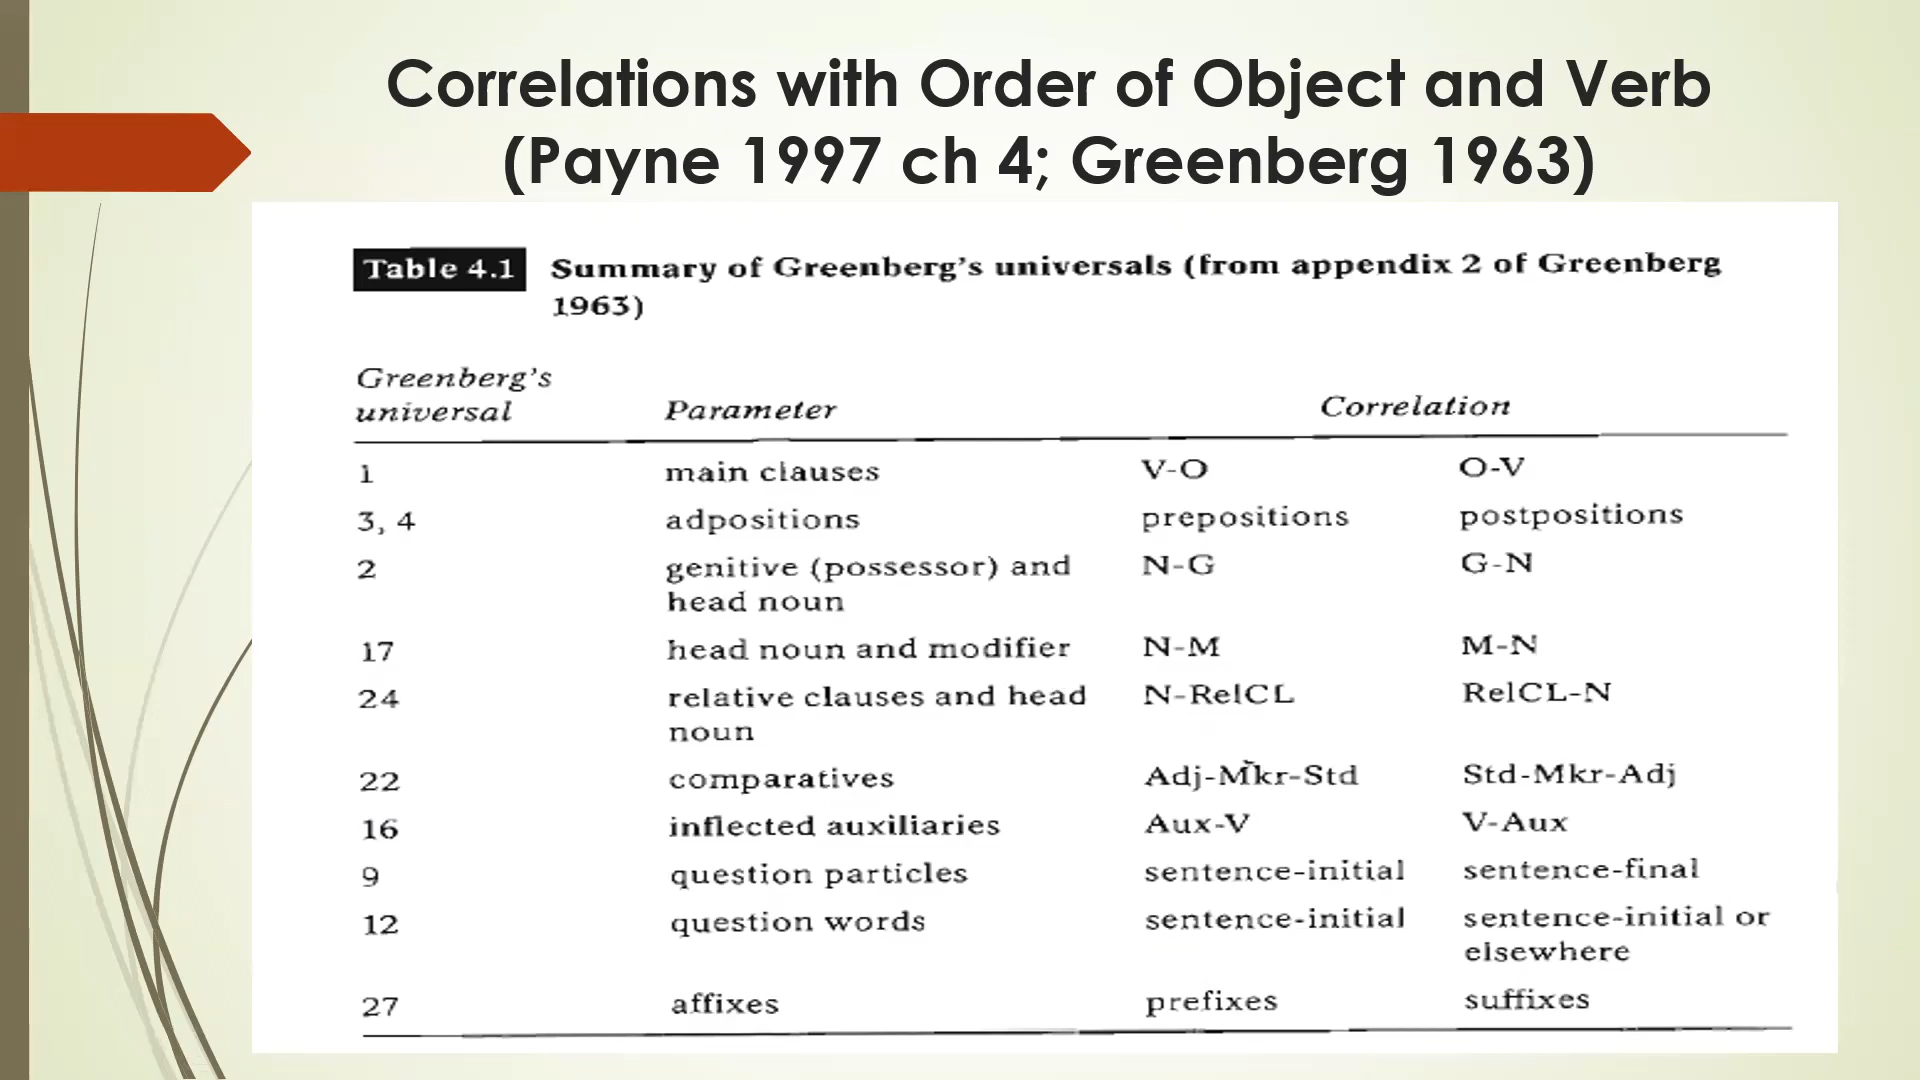 Correlations with Order of Object and Verb
(Payne 1997 ch 4; Greenberg 1963)
Table 4.1 Summary of Greenberg's universals (from appendix 2 of Greenberg
1963)
Greenberg's
universal Parameter Correlation
1 main clauses V-O O-V
3, 4 adpositions prepositions postpositions
2 genitive (possessor) and N-G G-N
head noun
17 head noun and modifier N-M M-N
24 relative clauses and head N-RelCL RelCL-N
noun
22 comparatives Adj-Mkr-Std Std-Mkr-Adj
16 inflected auxiliaries Aux-V V-Aux
9 question particles sentence-initial sentence-final
12 question words sentence-initial sentence-initial or
elsewhere
27 affixes prefixes suffixes